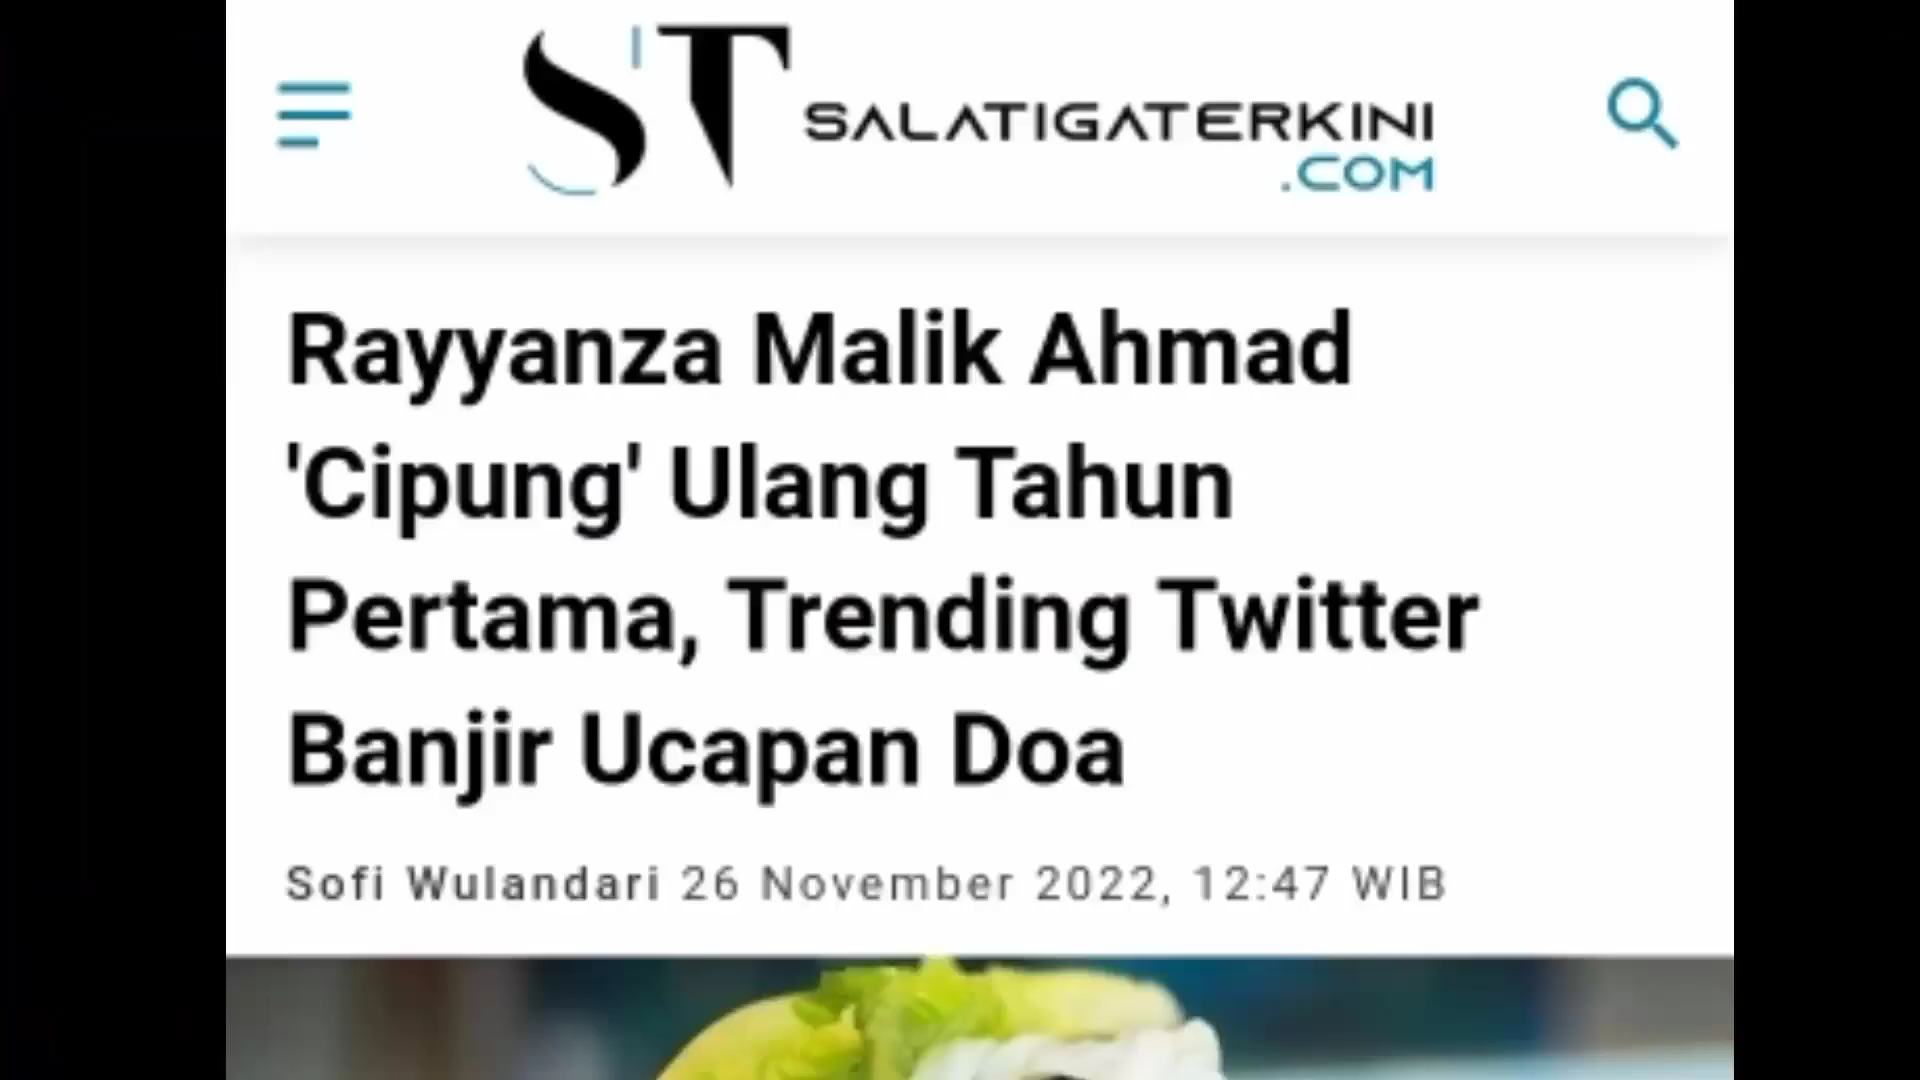 ST SALATIGATERKINI
.COM
Rayyanza Malik Ahmad
'Cipung' Ulang Tahun
Pertama, Trending Twitter
Banjir Ucapan Doa
Sofi Wulandari 26 November 2022, 12:47 WIB